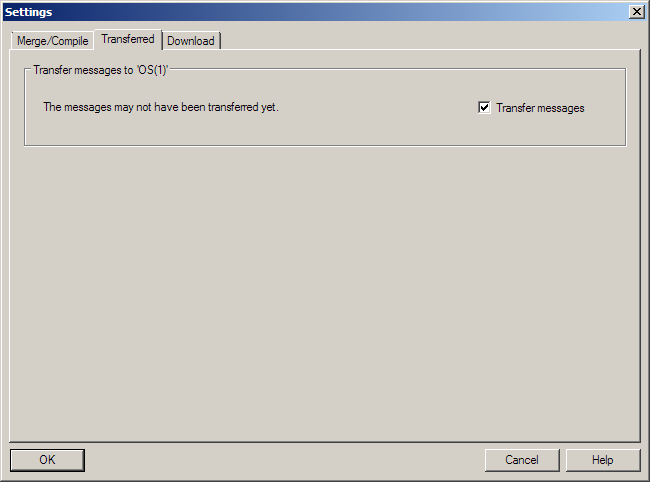 Settings
Merge/Compile
Transferred
Download
Transfer messages to 'OS(1)'
The messages may not have been transferred yet.
Transfer messages
OK
Cancel
Help